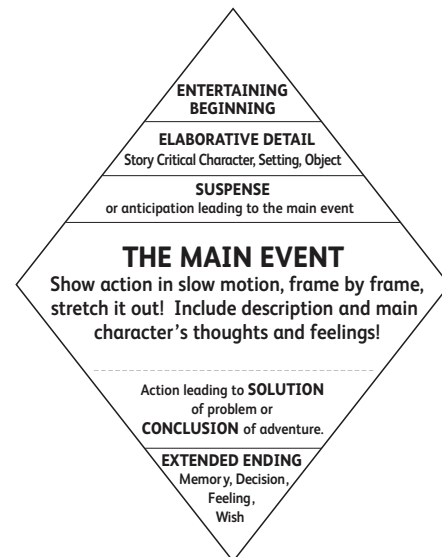 ENTERTAINING
BEGINNING
ELABORATIVE DETAIL
Story Critical Character, Setting, Object
SUSPENSE
or anticipation leading to the main event
THE MAIN EVENT
Show action in slow motion, frame by frame,
stretch it out! Include description and main
character's thoughts and feelings!
Action leading to SOLUTION
of problem or
CONCLUSION of adventure.
EXTENDED ENDING
Memory, Decision,
Feeling,
Wish